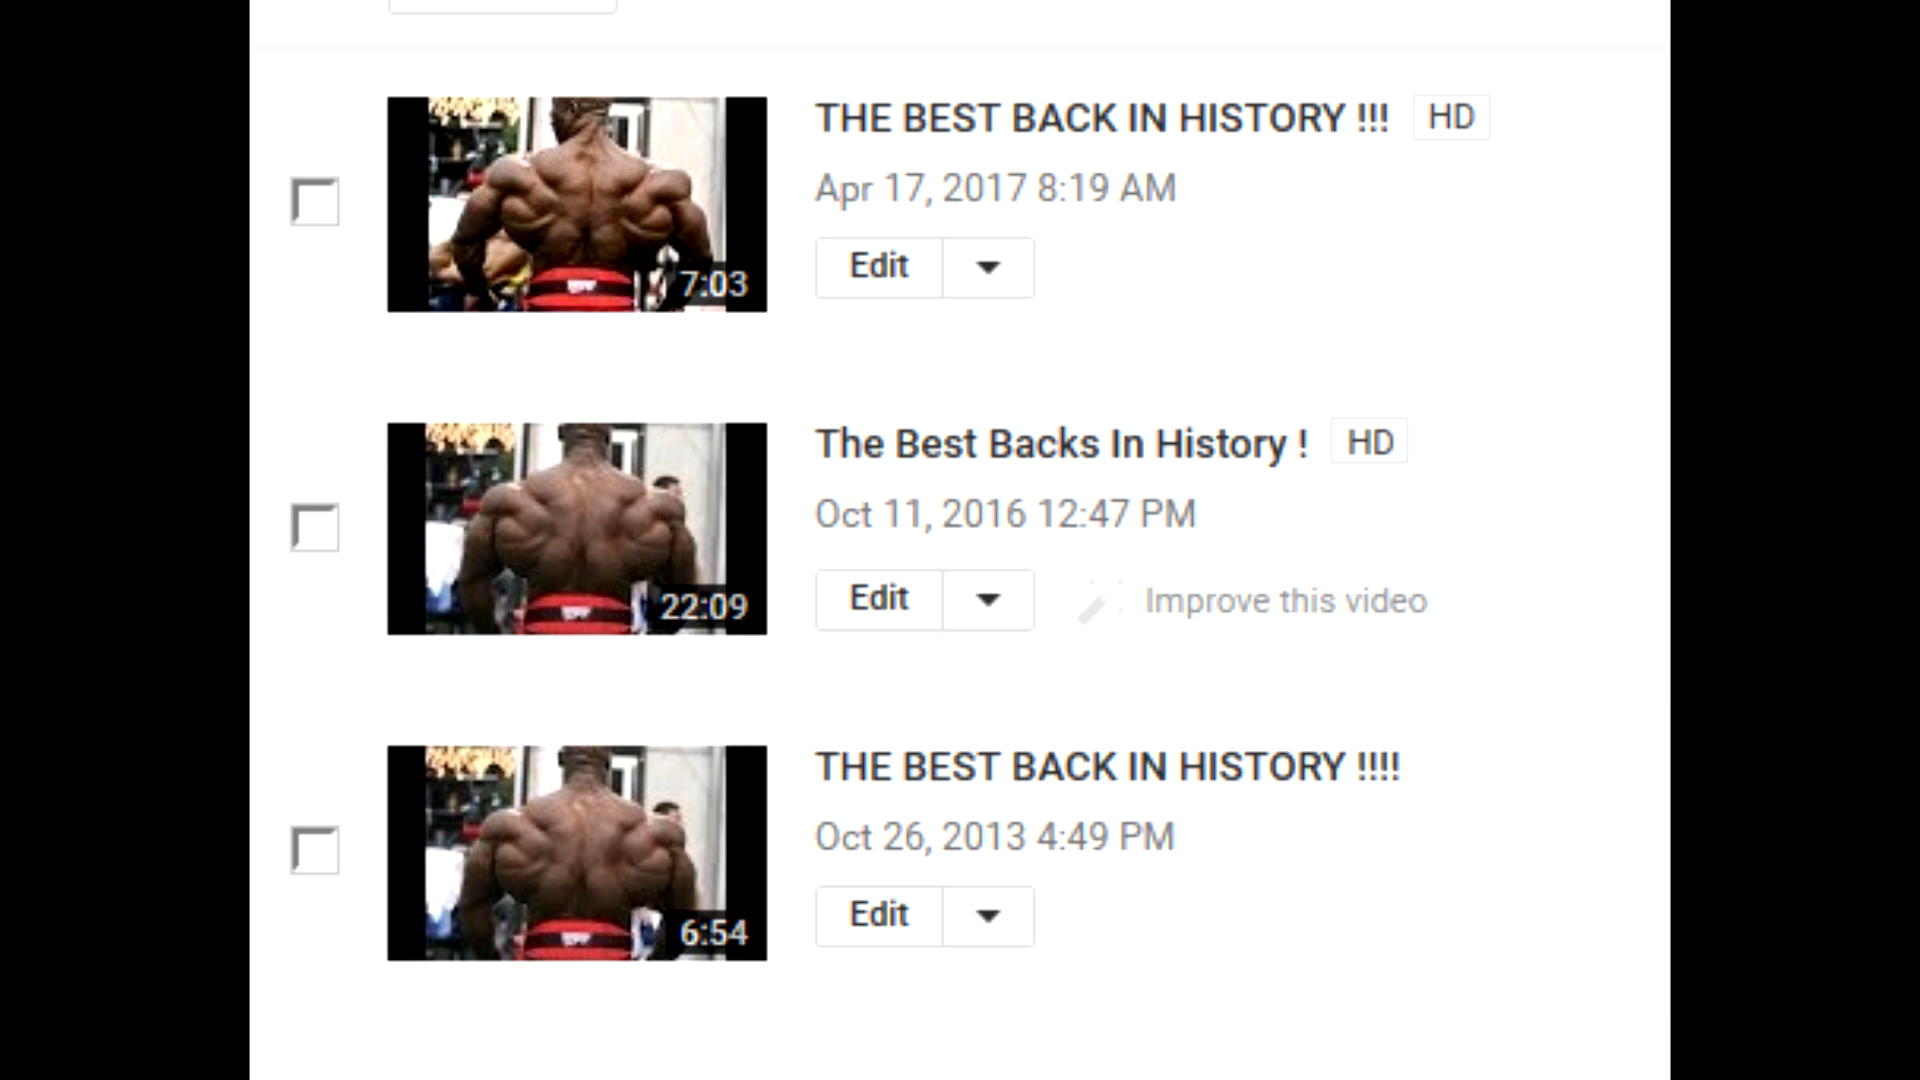 THE BEST BACK IN HISTORY !!! HD
Apr 17, 2017 8:19 AM
Edit
7:03
The Best Backs In History ! HD
Oct 11, 2016 12:47 PM
Edit
Improve this video
22:09
THE BEST BACK IN HISTORY !!!!
Oct 26, 2013 4:49 PM
Edit
6:54